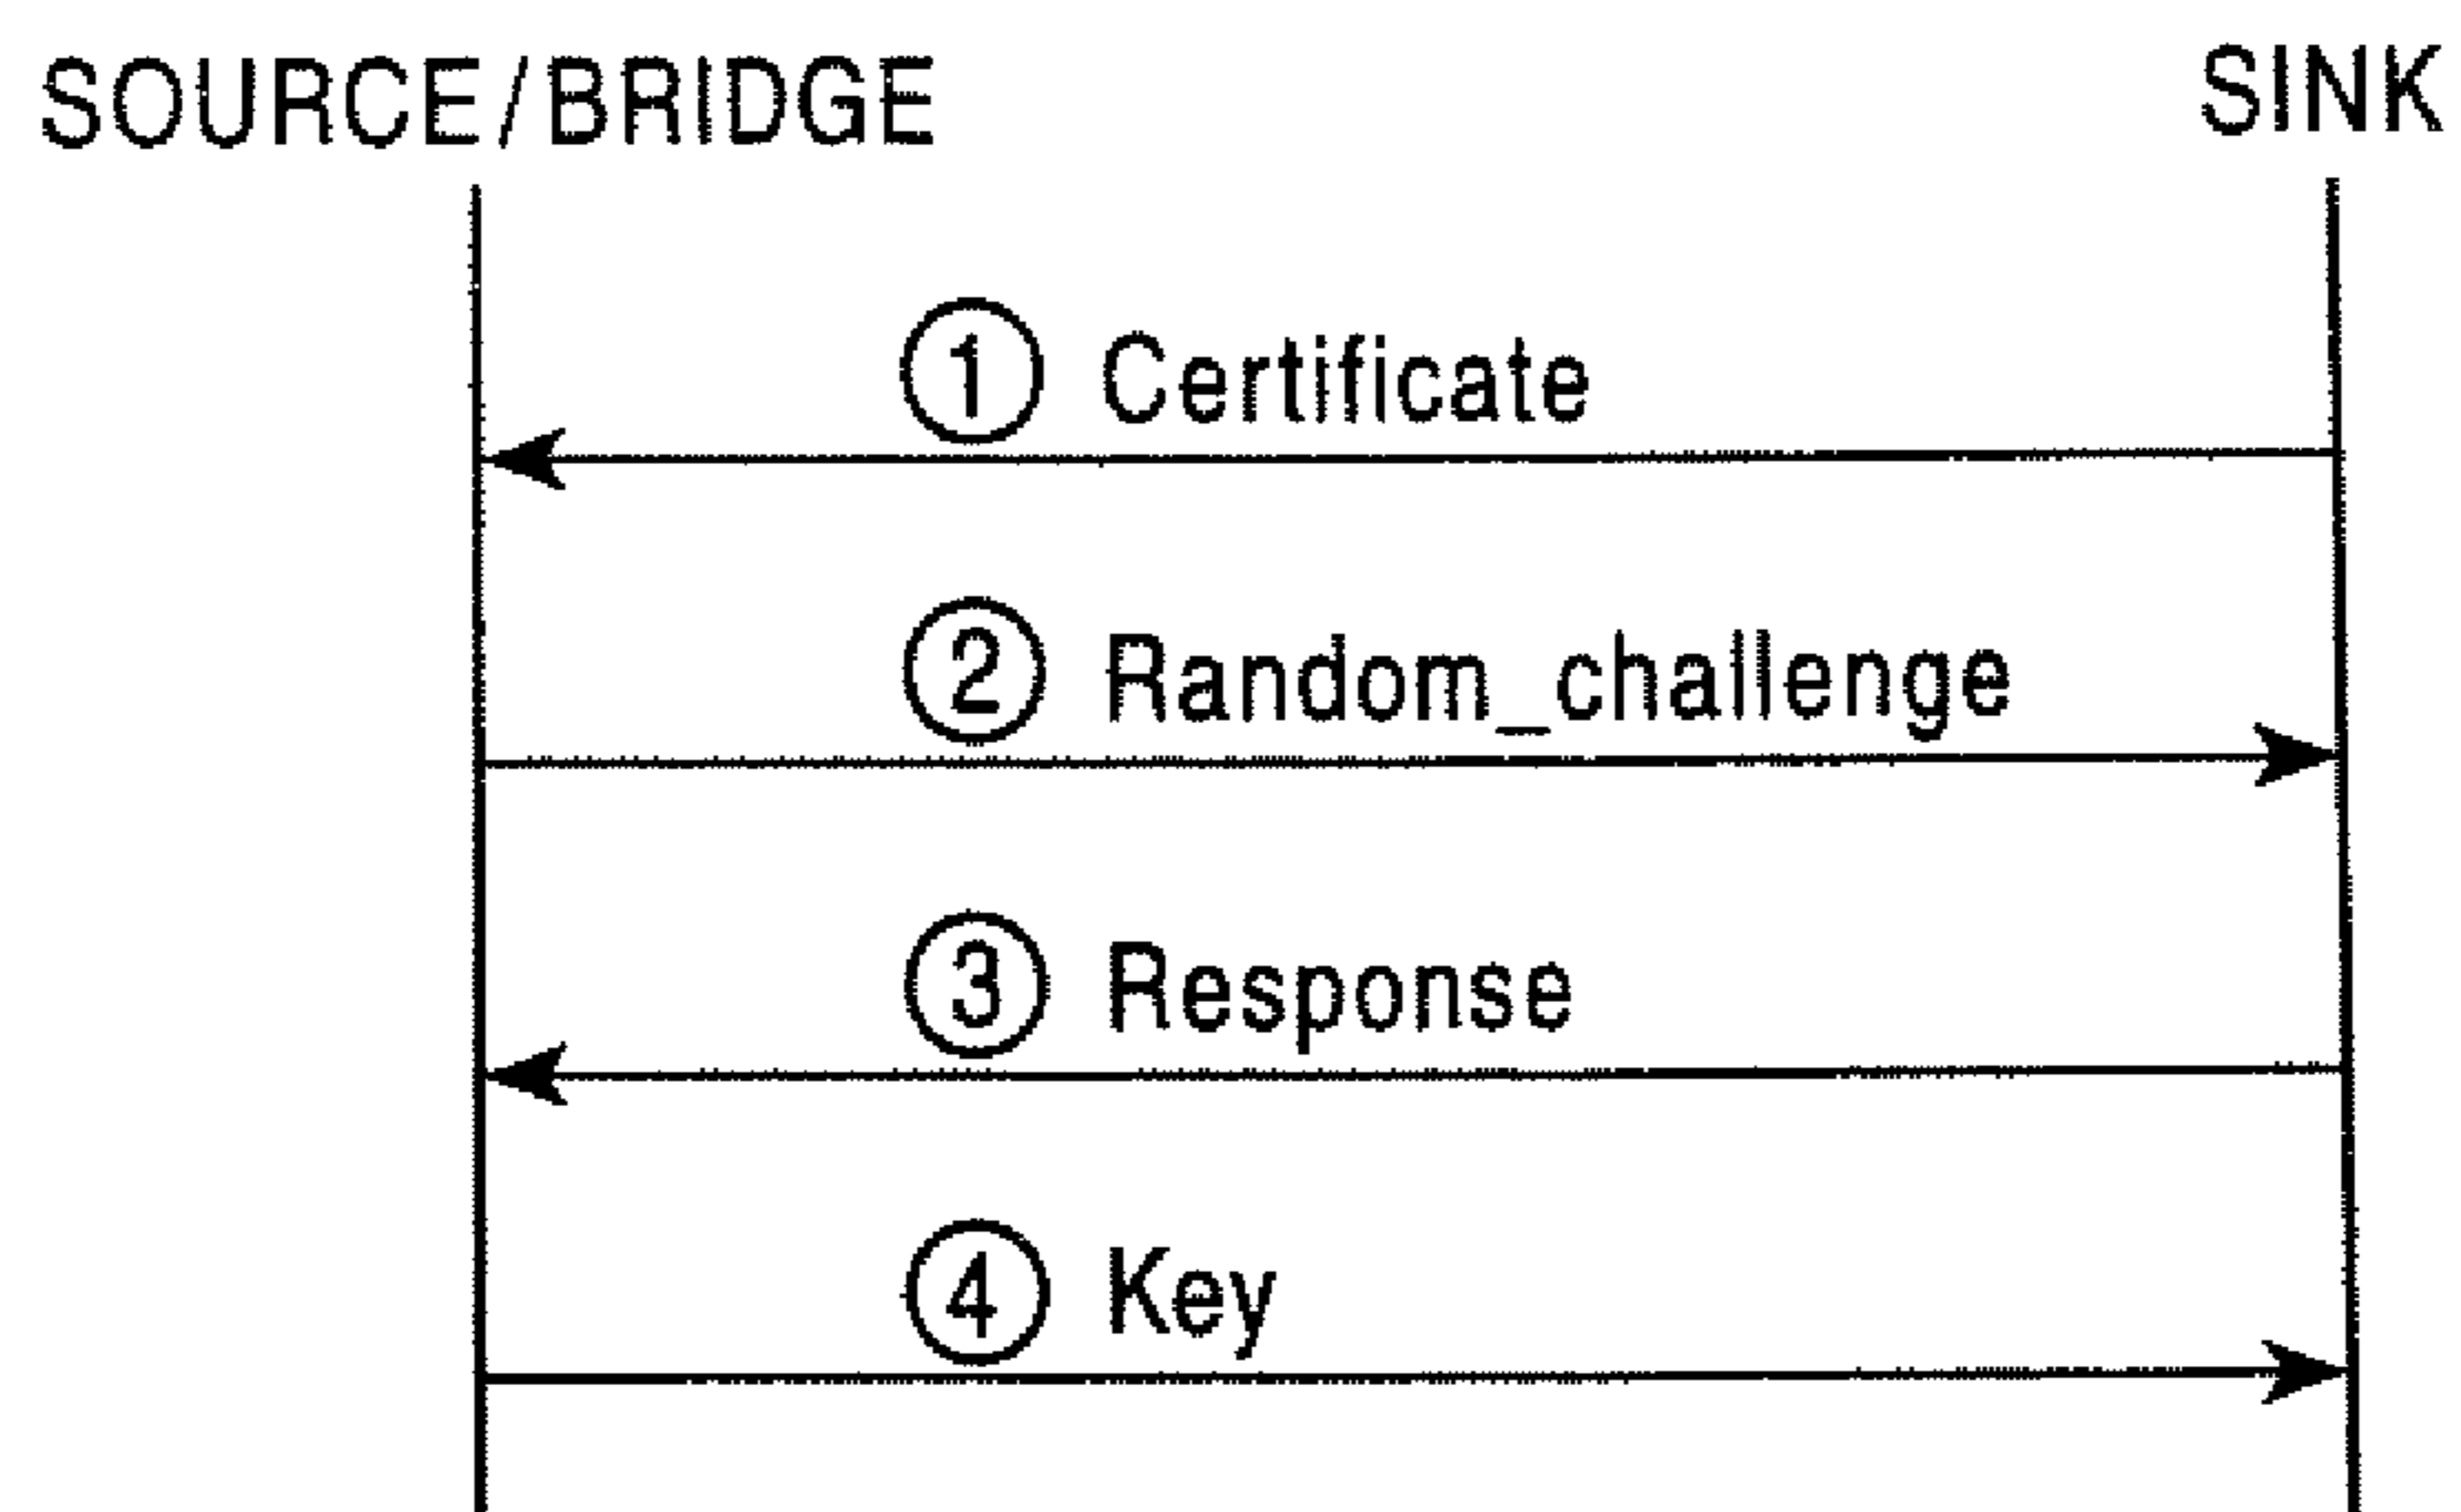 SOURCE/BRIDGE SINK
① Certificate
② Random_challenge
③ Response
④ Key